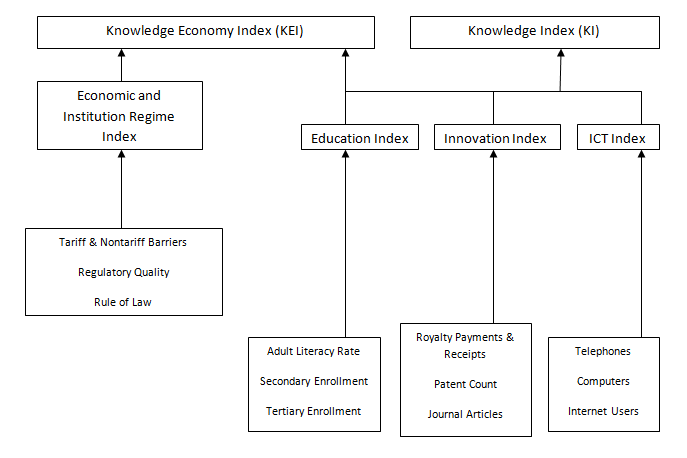 Knowledge Economy Index (KEI)
Knowledge Index (KI)
Economic and
Institution Regime
Index
Education Index
Innovation Index
ICT Index
Tariff & Nontariff Barriers
Regulatory Quality
Rule of Law
Adult Literacy Rate
Secondary Enrollment
Tertiary Enrollment
Royalty Payments &
Receipts
Patent Count
Journal Articles
Telephones
Computers
Internet Users